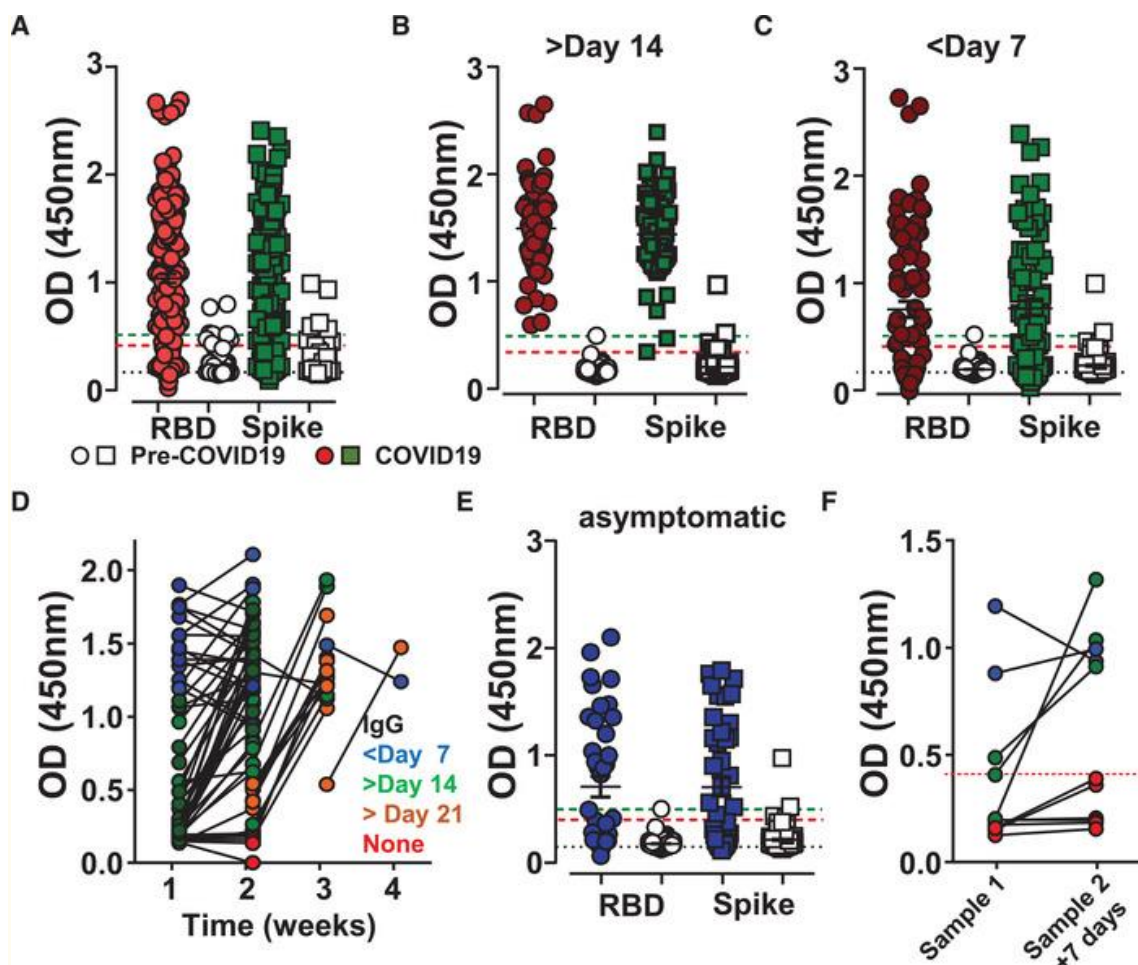 A
B
>Day 14
C
<Day 7
OD (450nm)
3
2
1
0
RBD Spike
OD (450nm)
3
2
1
0
RBD Spike
OD (450nm)
3
2
1
0
RBD Spike
Pre-COVID19 COVID19
D
OD (450nm)
2.0
1.5
1.0
0.5
0.0
IgG
<Day 7
>Day 14
> Day 21
None
1 2 3 4
Time (weeks)
E
asymptomatic
OD (450nm)
3
2
1
0
RBD Spike
F
OD (450nm)
1.5
1.0
0.5
0.0
Sample 1
Sample 2
+7 days